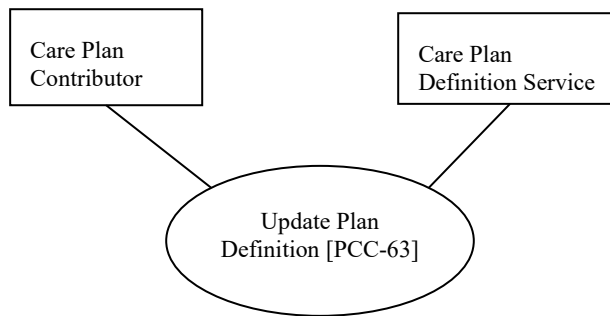 Care Plan
Contributor
Care Plan
Definition Service
Update Plan
Definition [PCC-63]